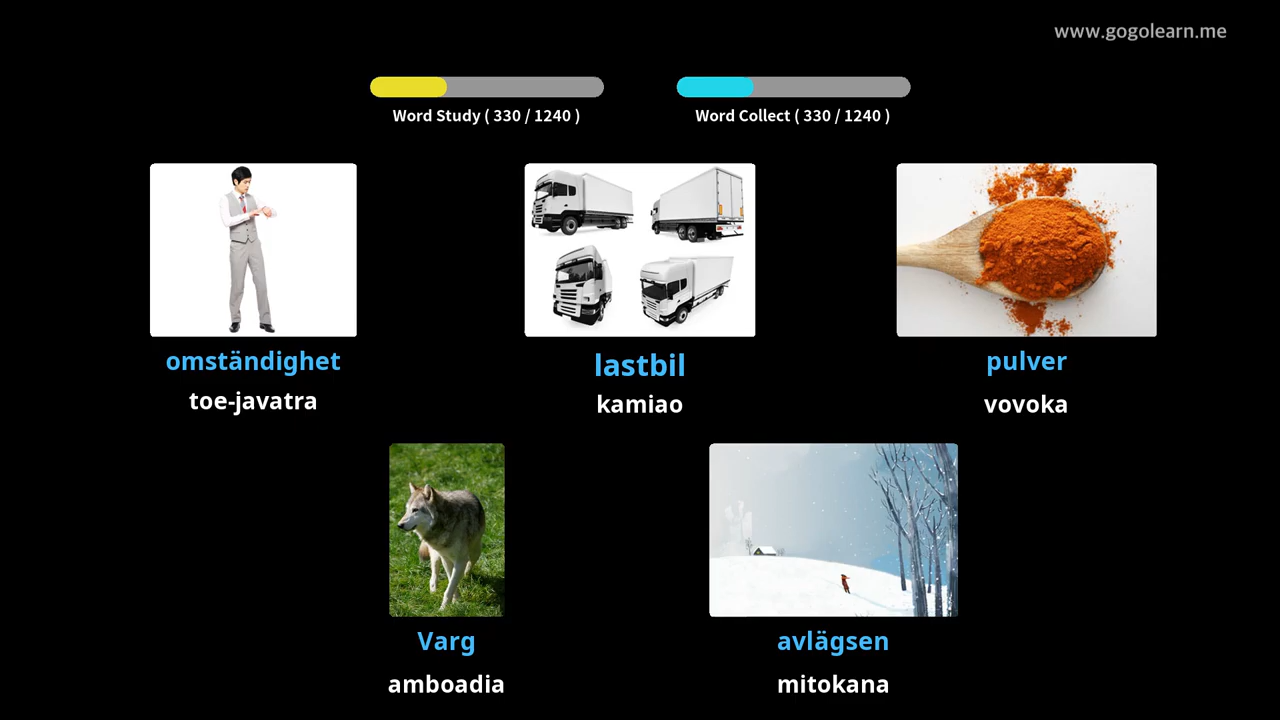 www.gogolearn.me
Word Study ( 330 / 1240 )
Word Collect ( 330 / 1240 )
omständighet
toe-javatra
lastbil
kamiao
pulver
vovoka
Varg
amboadia
avlägsen
mitokana